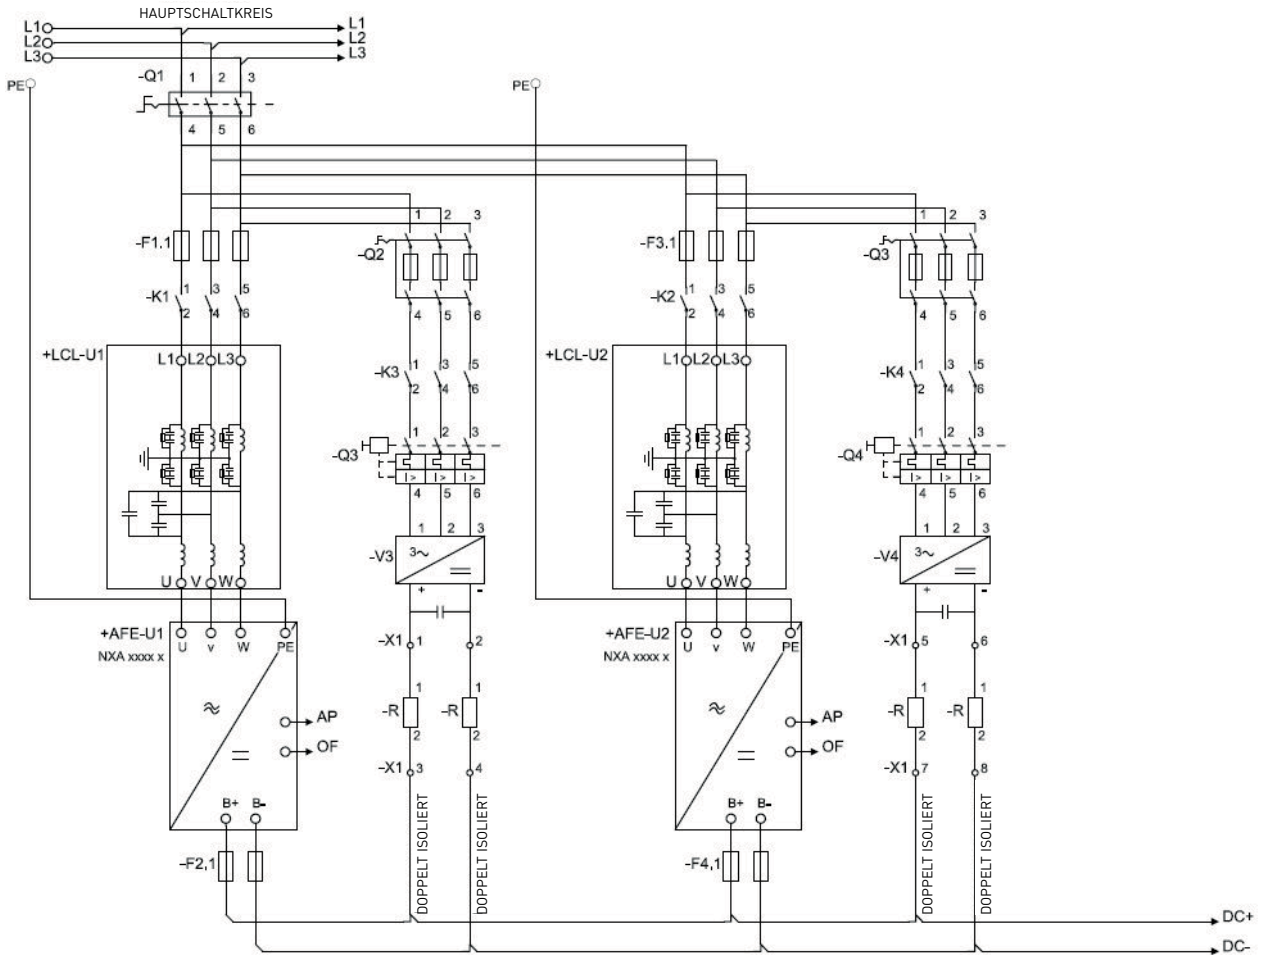 HAUPTSCHALTKREIS
L1 L1
L2 L2
L3 L3
PE -Q1 1 2 3 PE
4 5 6
1 2 3 1 2 3
-F1.1 -Q2 -F3.1 -Q3
-K1 1 3 5 -K2 1 3 5
2 4 6 4 5 6 2 4 6 4 5 6
+LCL-U1 L1 L2 L3 +LCL-U2 L1 L2 L3
-K3 1 3 5 -K4 1 3 5
2 4 6 2 4 6
1 2 3 1 2 3
-Q3 -Q4
I> I> I> I> I> I>
4 5 6 4 5 6
1 2 3 1 2 3
-V3 3~ -V4 3~
U V W U V W
+ - + -
+AFE-U1 -X1 1 2 +AFE-U2 -X1 5 6
NXA xxxx x U v W PE NXA xxxx x U v W PE
1 1 1 1
AP -R -R AP -R -R
OF 2 2 OF 2 2
-X1 3 4 -X1 7 8
B+ B- B+ B-
DOPPELT ISOLIERT
DOPPELT ISOLIERT
DOPPELT ISOLIERT
DOPPELT ISOLIERT
-F2,1 -F4,1
DC+
DC-